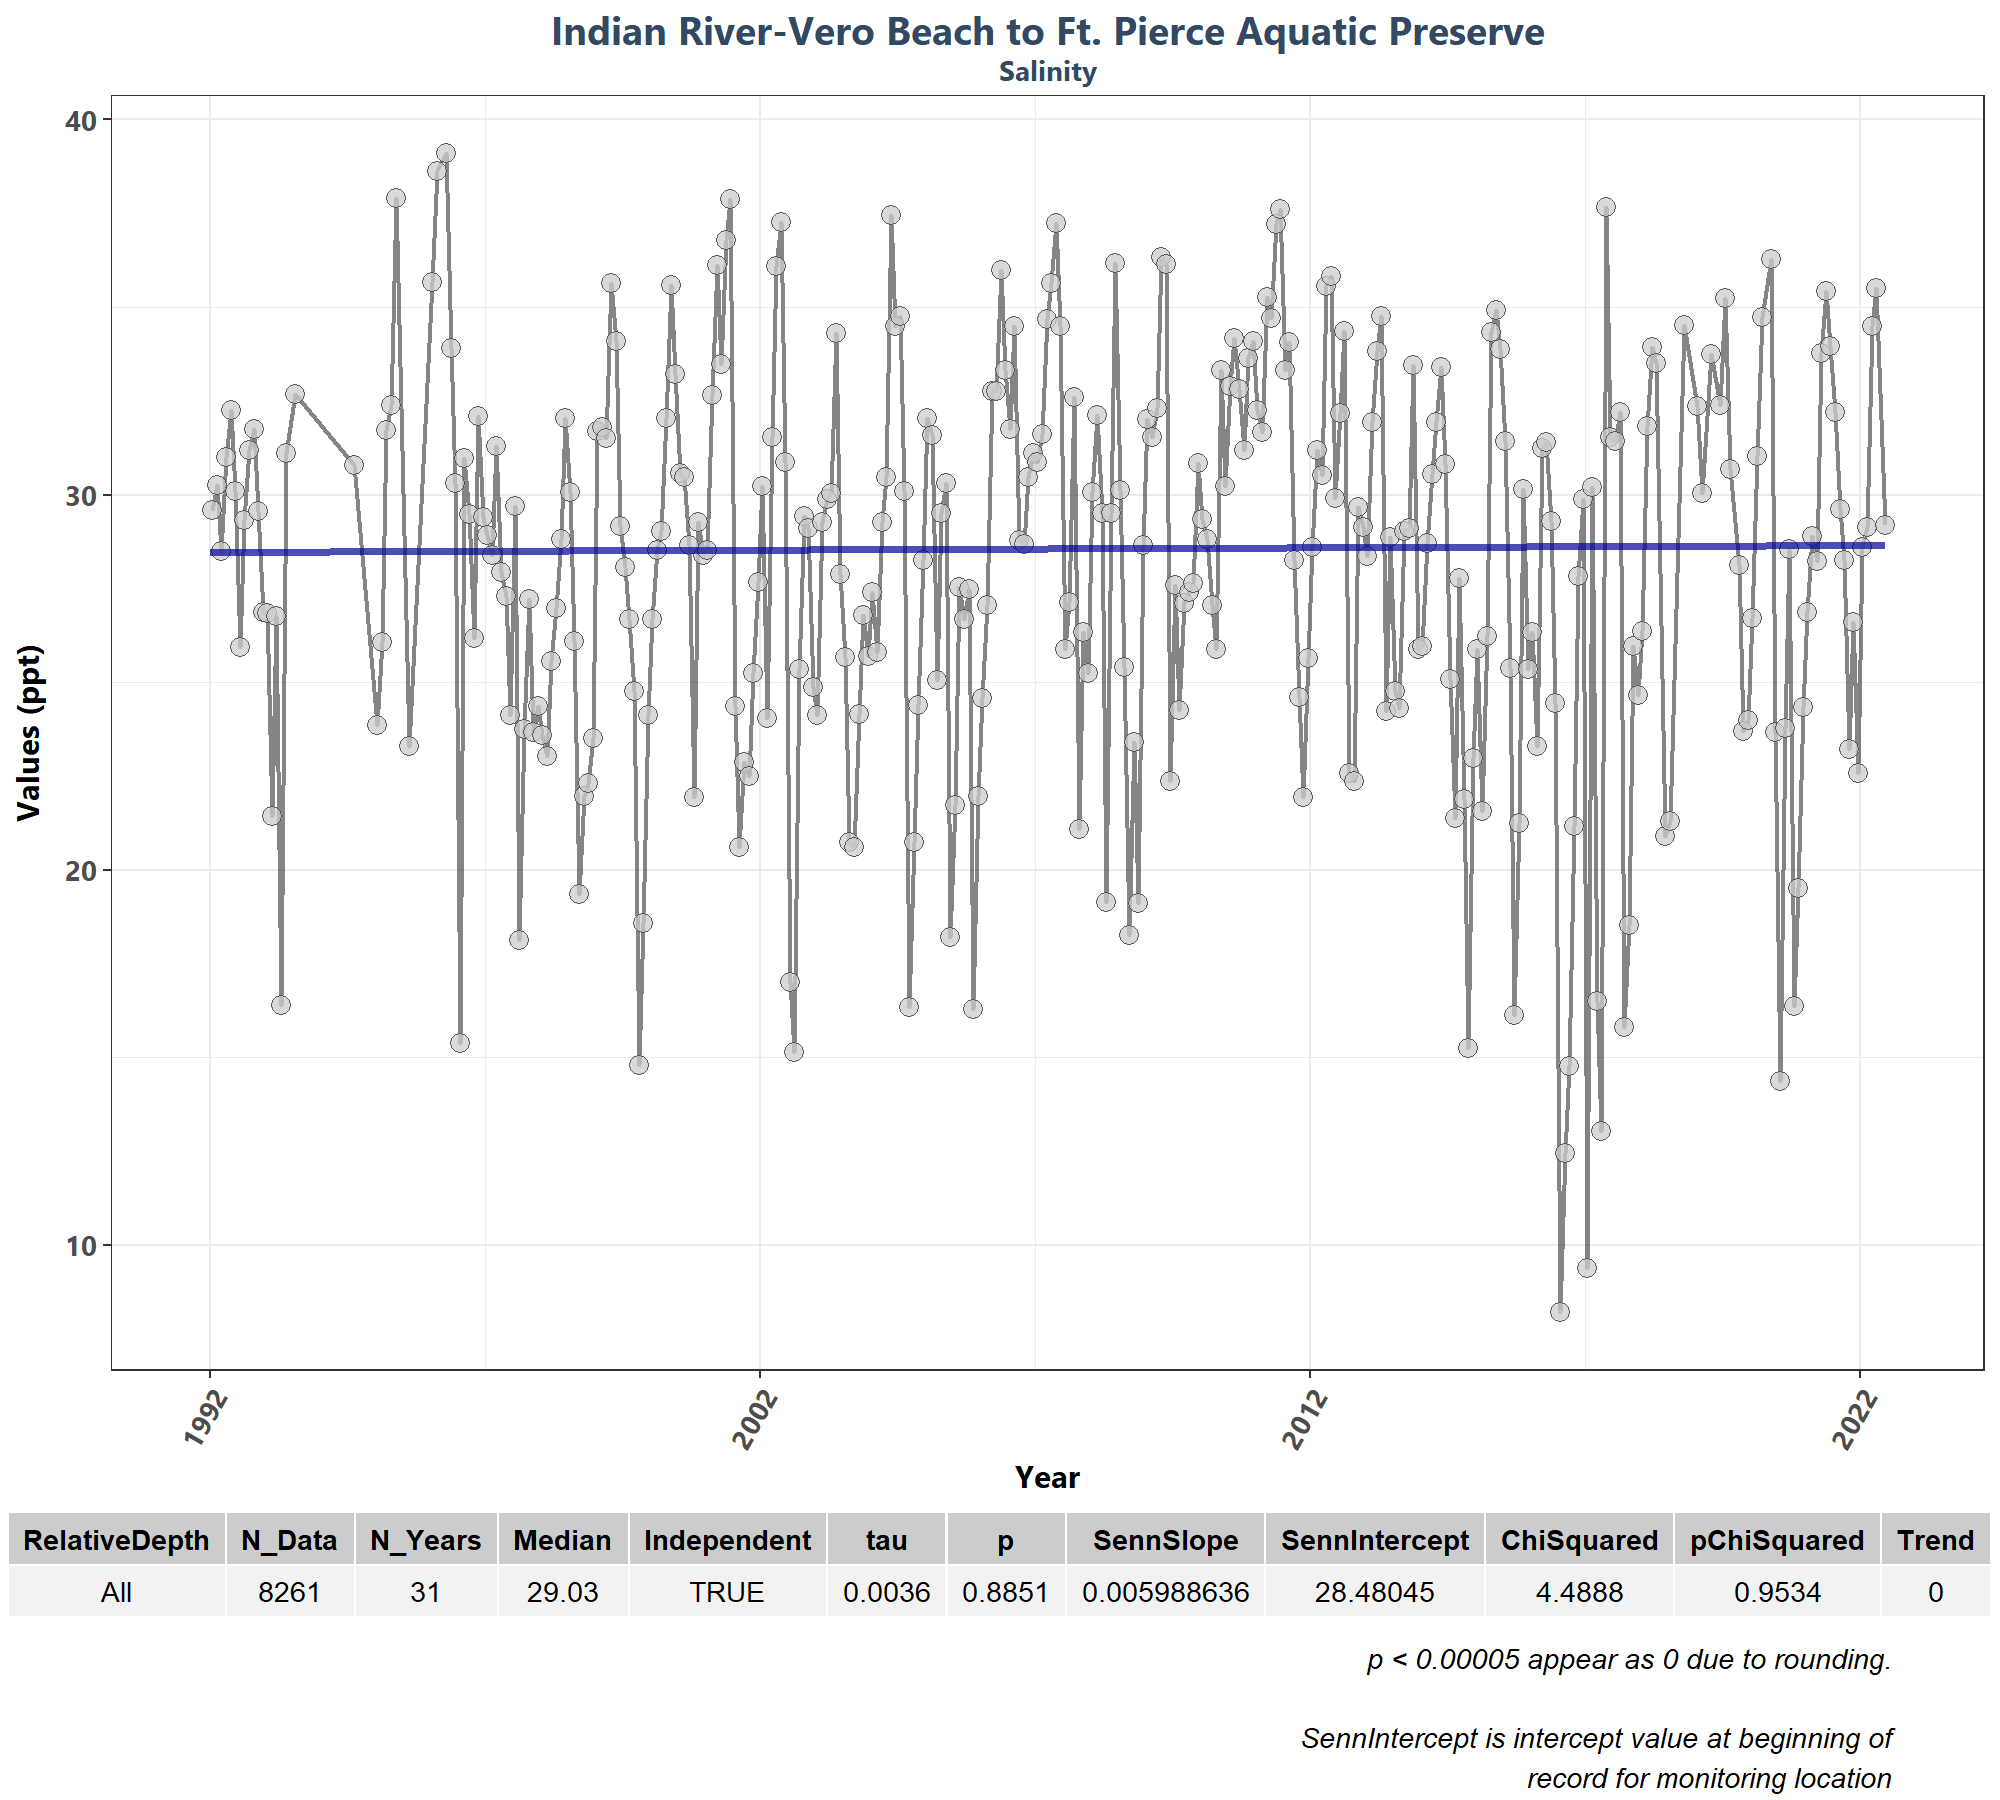 Indian River-Vero Beach to Ft. Pierce Aquatic Preserve
Salinity
40
30
20
10
Values (ppt)
1992 2002 2012 2022
Year
RelativeDepth N_Data N_Years Median Independent tau p SennSlope SennIntercept ChiSquared pChiSquared Trend
All 8261 31 29.03 TRUE 0.0036 0.8851 0.005988636 28.48045 4.4888 0.9534 0
p < 0.00005 appear as 0 due to rounding.
SennIntercept is intercept value at beginning of
record for monitoring location